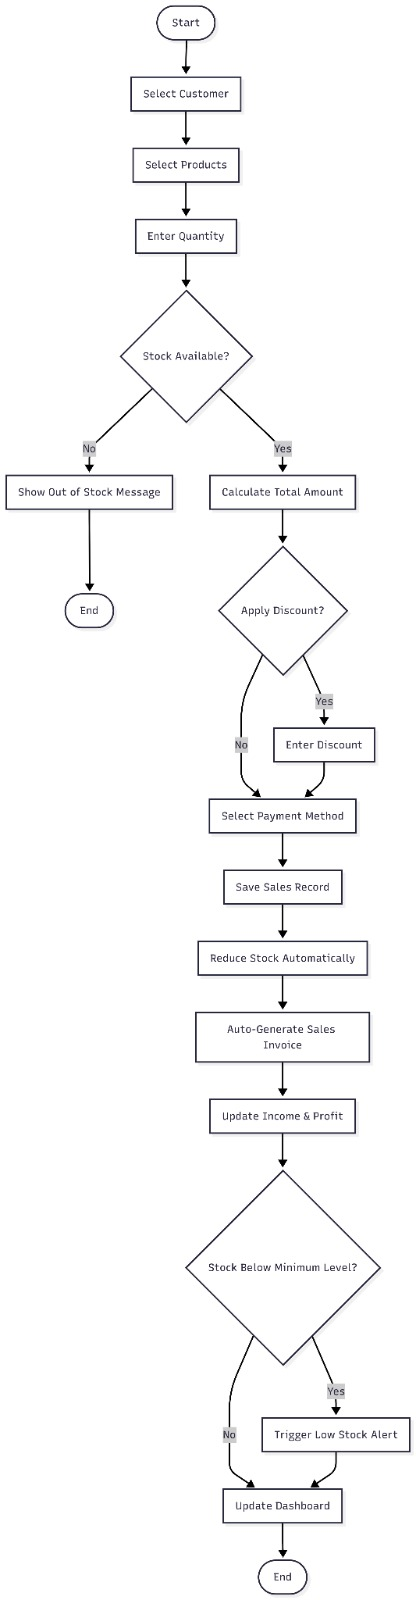 Start
Select Customer
Select Products
Enter Quantity
Stock Available?
No
Yes
Show Out of Stock Message
Calculate Total Amount
End
Apply Discount?
Yes
No
Enter Discount
Select Payment Method
Save Sales Record
Reduce Stock Automatically
Auto-Generate Sales
Invoice
Update Income & Profit
Stock Below Minimum Level?
Yes
No
Trigger Low Stock Alert
Update Dashboard
End